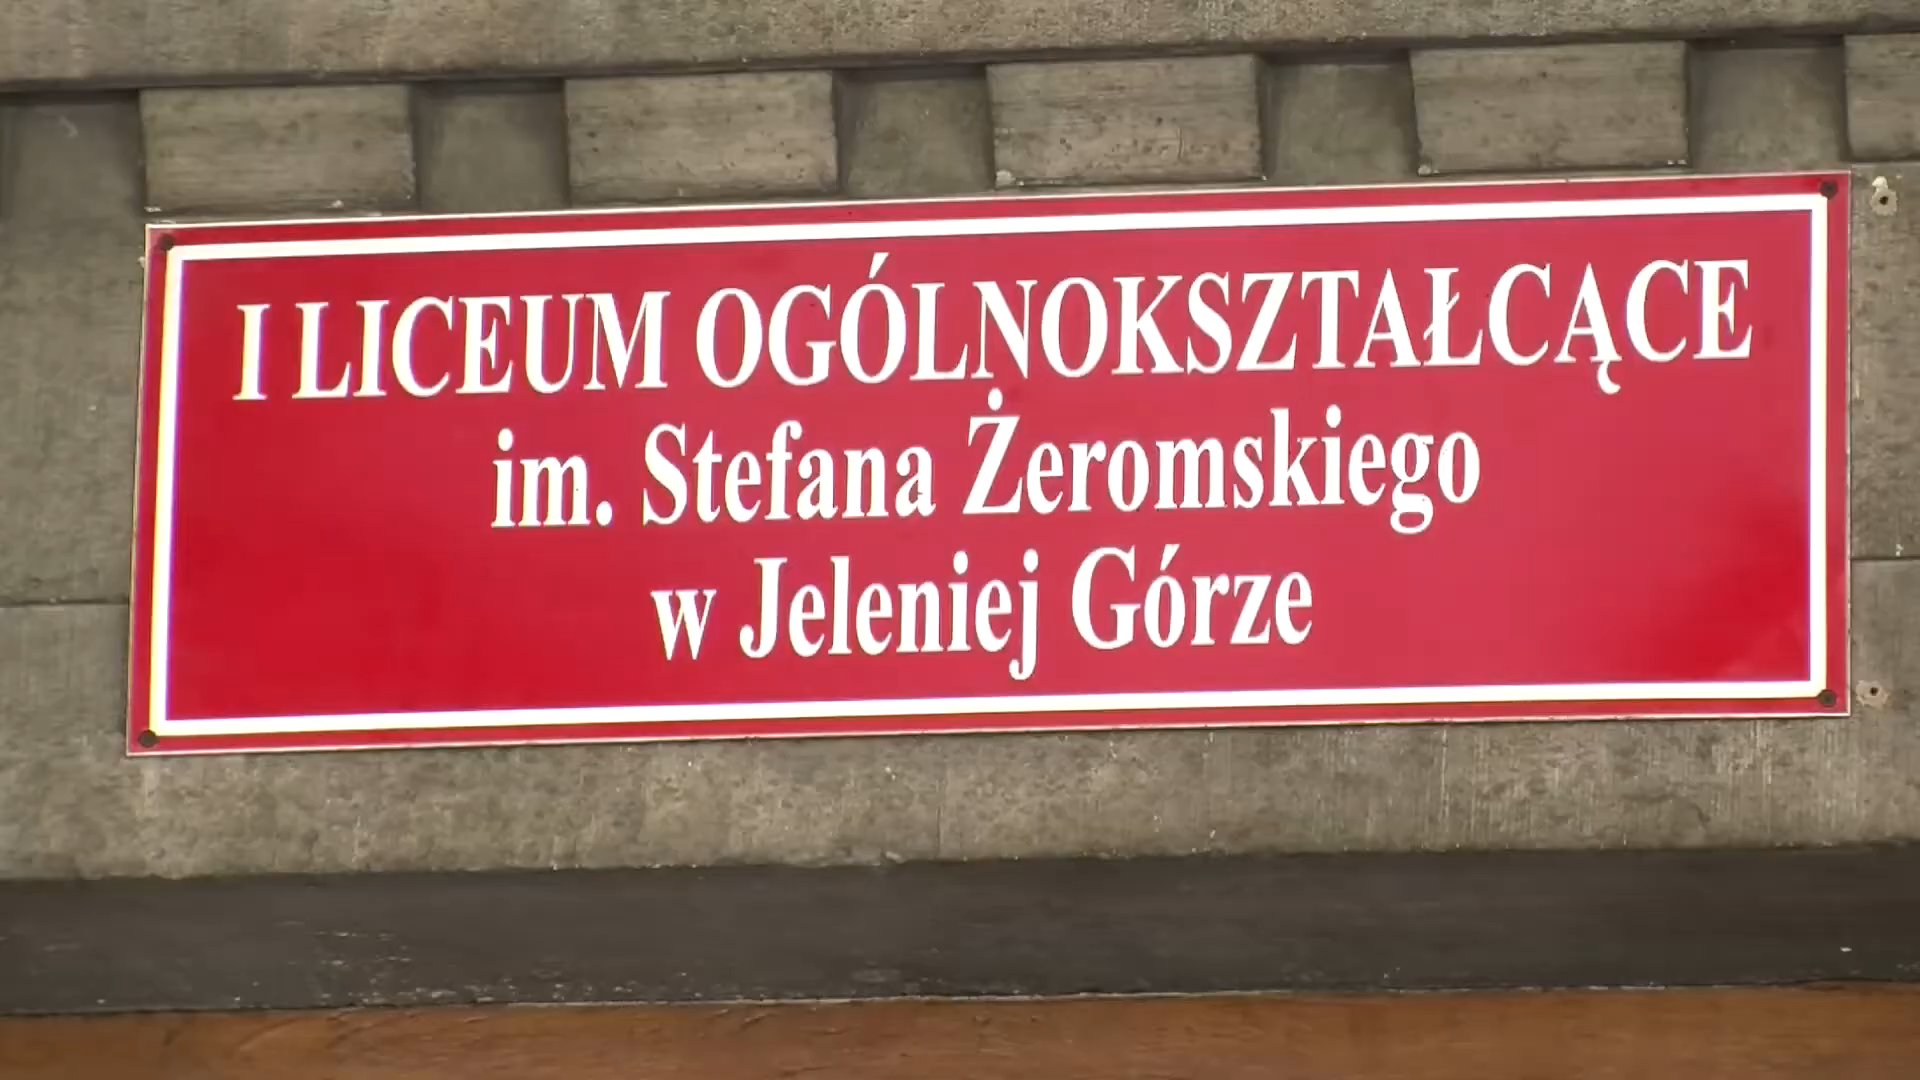 I LICEUM OGÓLNOKSZTAŁCĄCE
im. Stefana Żeromskiego
w Jeleniej Górze